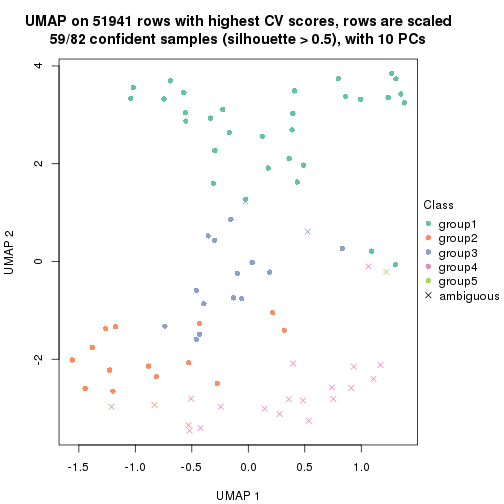 UMAP on 51941 rows with highest CV scores, rows are scaled
59/82 confident samples (silhouette > 0.5), with 10 PCs
4
2
0
-2
UMAP 2
-1.5 -1.0 -0.5 0.0 0.5 1.0
UMAP 1
Class
group1
group2
group3
group4
group5
ambiguous